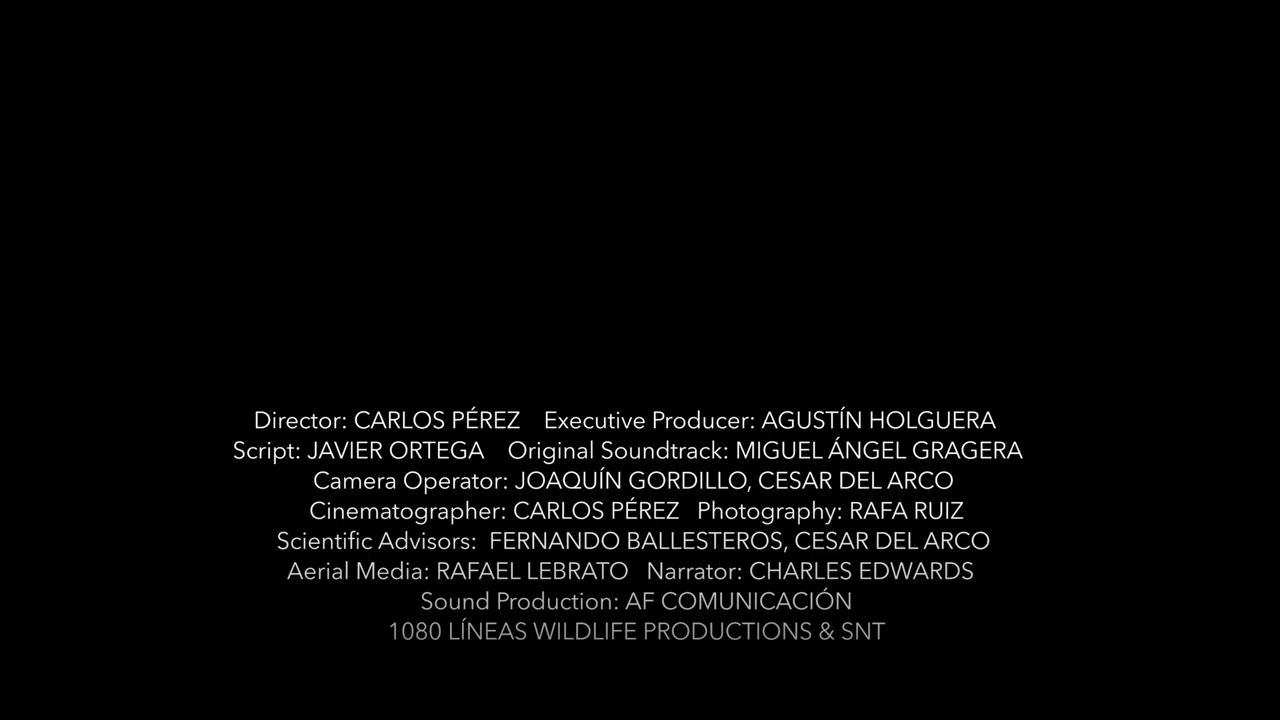 Director: CARLOS PÉREZ Executive Producer: AGUSTÍN HOLGUERA
Script: JAVIER ORTEGA Original Soundtrack: MIGUEL ÁNGEL GRAGERA
Camera Operator: JOAQUÍN GORDILLO, CESAR DEL ARCO
Cinematographer: CARLOS PÉREZ Photography: RAFA RUIZ
Scientific Advisors: FERNANDO BALLESTEROS, CESAR DEL ARCO
Aerial Media: RAFAEL LEBRATO Narrator: CHARLES EDWARDS
Sound Production: AF COMUNICACIÓN
1080 LÍNEAS WILDLIFE PRODUCTIONS & SNT